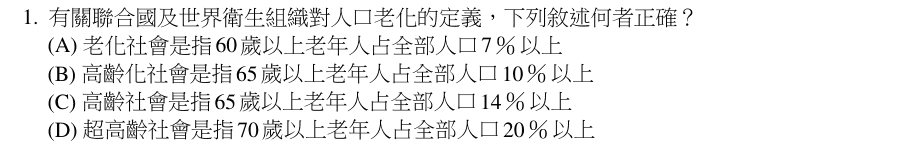 1. 有關聯合國及世界衛生組織對人口老化的定義，下列敘述何者正確？
(A) 老化社會是指60歲以上老年人占全部人口7％以上
(B) 高齡化社會是指65歲以上老年人占全部人口10％以上
(C) 高齡社會是指65歲以上老年人占全部人口14％以上
(D) 超高齡社會是指70歲以上老年人占全部人口20％以上